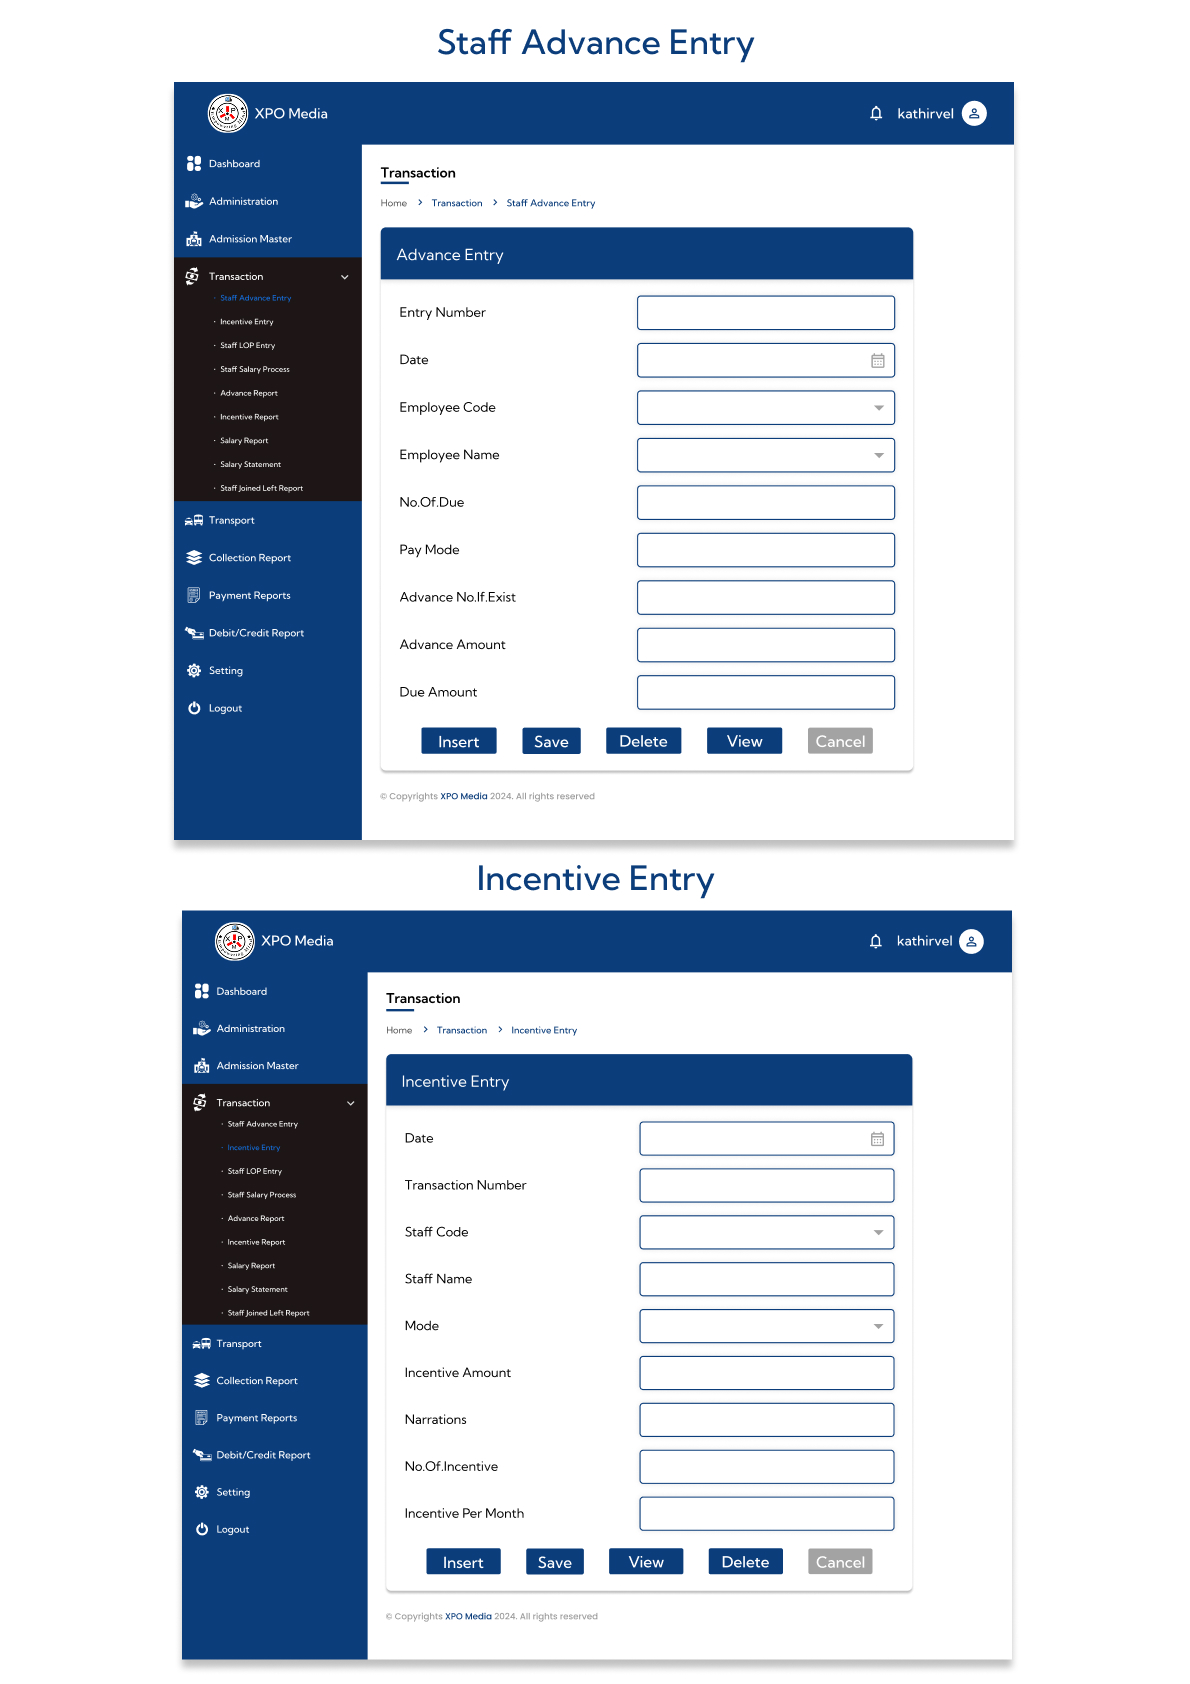 Staff Advance Entry
XPO Media
kathirvel
Dashboard
Administration
Admission Master
Transaction
Staff Advance Entry
Incentive Entry
Staff LOP Entry
Staff Salary Process
Advance Report
Incentive Report
Salary Report
Salary Statement
Staff Joined Left Report
Transport
Collection Report
Payment Reports
Debit/Credit Report
Setting
Logout
Transaction
Home > Transaction > Staff Advance Entry
Advance Entry
Entry Number
Date
Employee Code
Employee Name
No.Of.Due
Pay Mode
Advance No.If.Exist
Advance Amount
Due Amount
Insert Save Delete View Cancel
© Copyrights XPO Media 2024. All rights reserved
Incentive Entry
XPO Media
kathirvel
Dashboard
Administration
Admission Master
Transaction
Staff Advance Entry
Incentive Entry
Staff LOP Entry
Staff Salary Process
Advance Report
Incentive Report
Salary Report
Salary Statement
Staff Joined Left Report
Transport
Collection Report
Payment Reports
Debit/Credit Report
Setting
Logout
Transaction
Home > Transaction > Incentive Entry
Incentive Entry
Date
Transaction Number
Staff Code
Staff Name
Mode
Incentive Amount
Narrations
No.Of.Incentive
Incentive Per Month
Insert Save View Delete Cancel
© Copyrights XPO Media 2024. All rights reserved